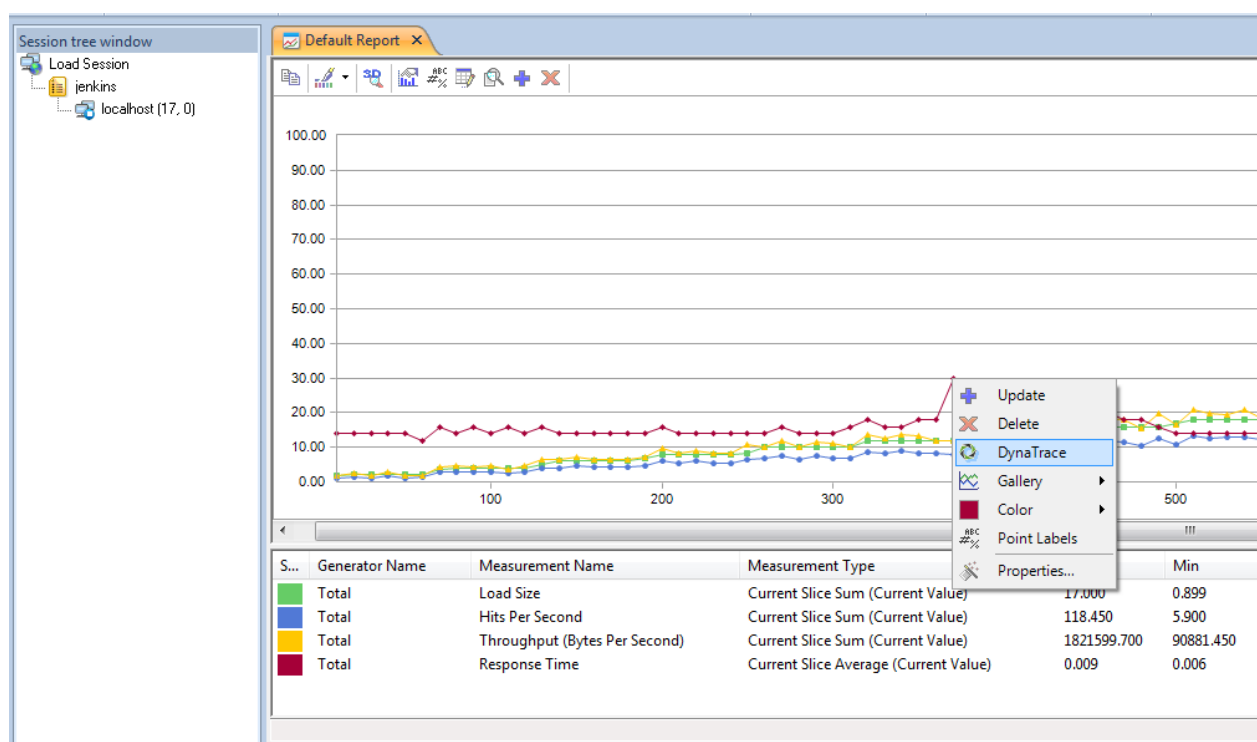 Session tree window
Load Session
jenkins
localhost (17, 0)
Default Report
3D
ABC
#%
100.00
90.00
80.00
70.00
60.00
50.00
40.00
30.00
20.00
10.00
0.00
100
200
300
500
Update
Delete
DynaTrace
Gallery
Color
ABC
#% Point Labels
Properties...
S... Generator Name Measurement Name Measurement Type Min
Total Load Size Current Slice Sum (Current Value) 17.000 0.899
Total Hits Per Second Current Slice Sum (Current Value) 118.450 5.900
Total Throughput (Bytes Per Second) Current Slice Sum (Current Value) 1821599.700 90881.450
Total Response Time Current Slice Average (Current Value) 0.009 0.006